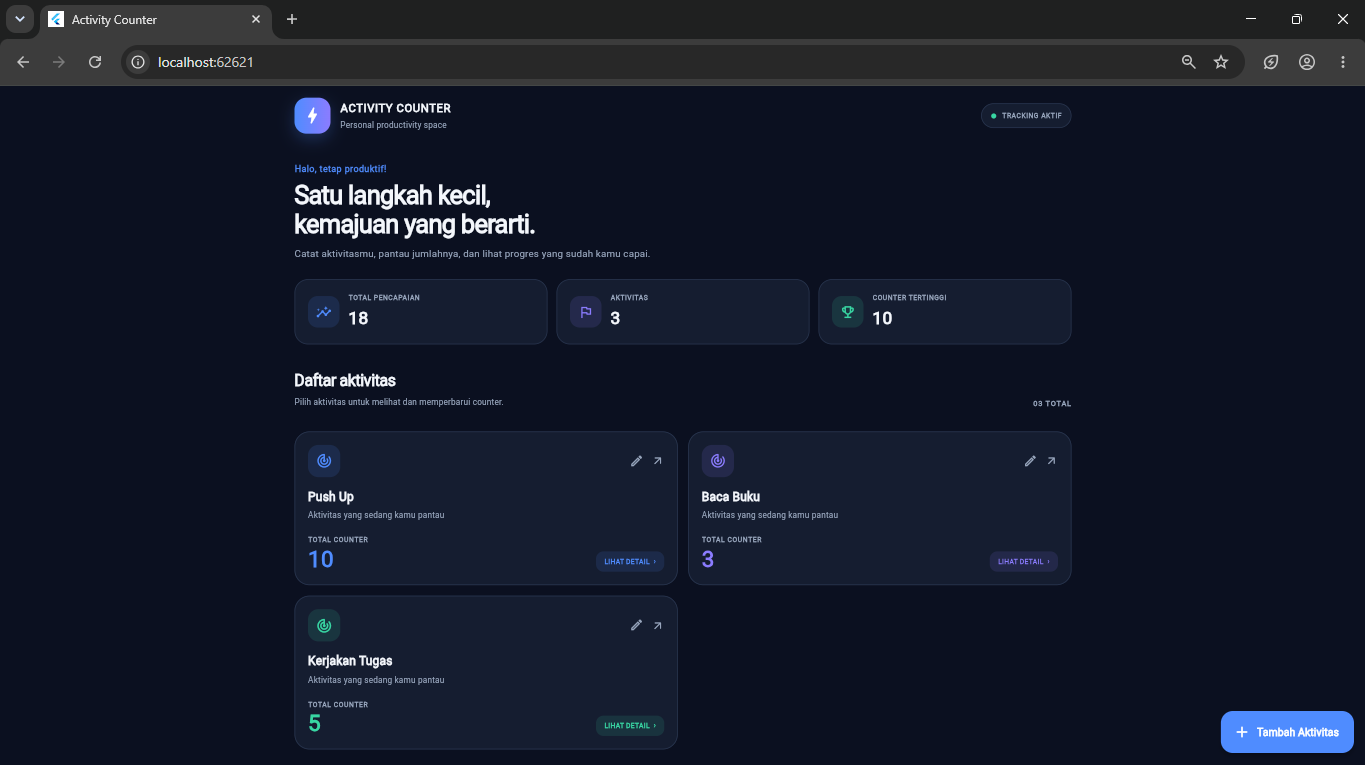 Activity Counter
localhost:62621
ACTIVITY COUNTER
Personal productivity space
TRACKING AKTIF
Halo, tetap produktif!
Satu langkah kecil,
kemajuan yang berarti.
Catat aktivitasmu, pantau jumlahnya, dan lihat progres yang sudah kamu capai.
TOTAL PENCAPAIAN
18
AKTIVITAS
3
COUNTER TERTINGGI
10
Daftar aktivitas
Pilih aktivitas untuk melihat dan memperbarui counter.
03 TOTAL
Push Up
Aktivitas yang sedang kamu pantau
TOTAL COUNTER
10
LIHAT DETAIL ›
Baca Buku
Aktivitas yang sedang kamu pantau
TOTAL COUNTER
3
LIHAT DETAIL ›
Kerjakan Tugas
Aktivitas yang sedang kamu pantau
TOTAL COUNTER
5
LIHAT DETAIL ›
Tambah Aktivitas